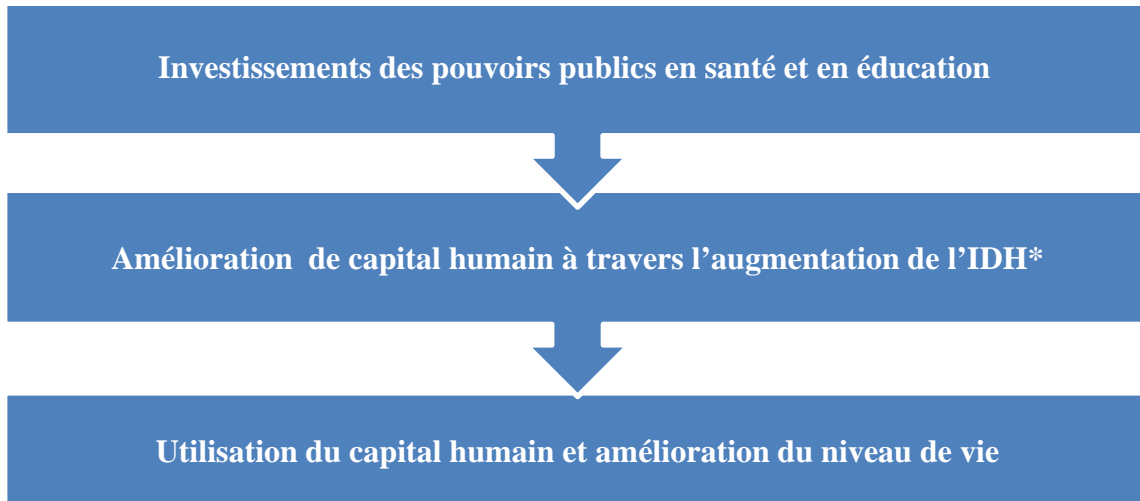 Investissements des pouvoirs publics en santé et en éducation
Amélioration de capital humain à travers l’augmentation de l’IDH*
Utilisation du capital humain et amélioration du niveau de vie